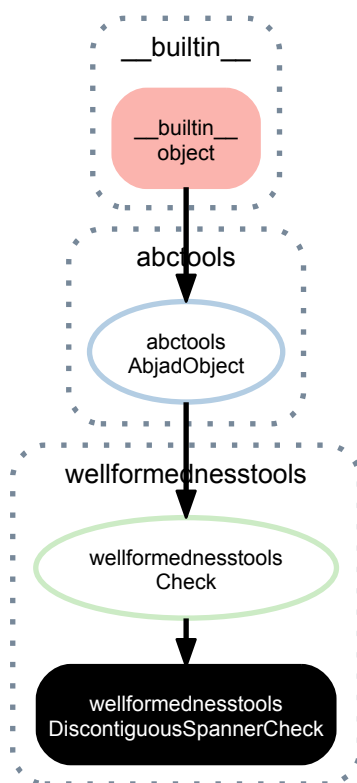 __builtin__
__builtin__
object
abctools
abctools
AbjadObject
wellformednesstools
wellformednesstools
Check
wellformednesstools
DiscontiguousSpannerCheck